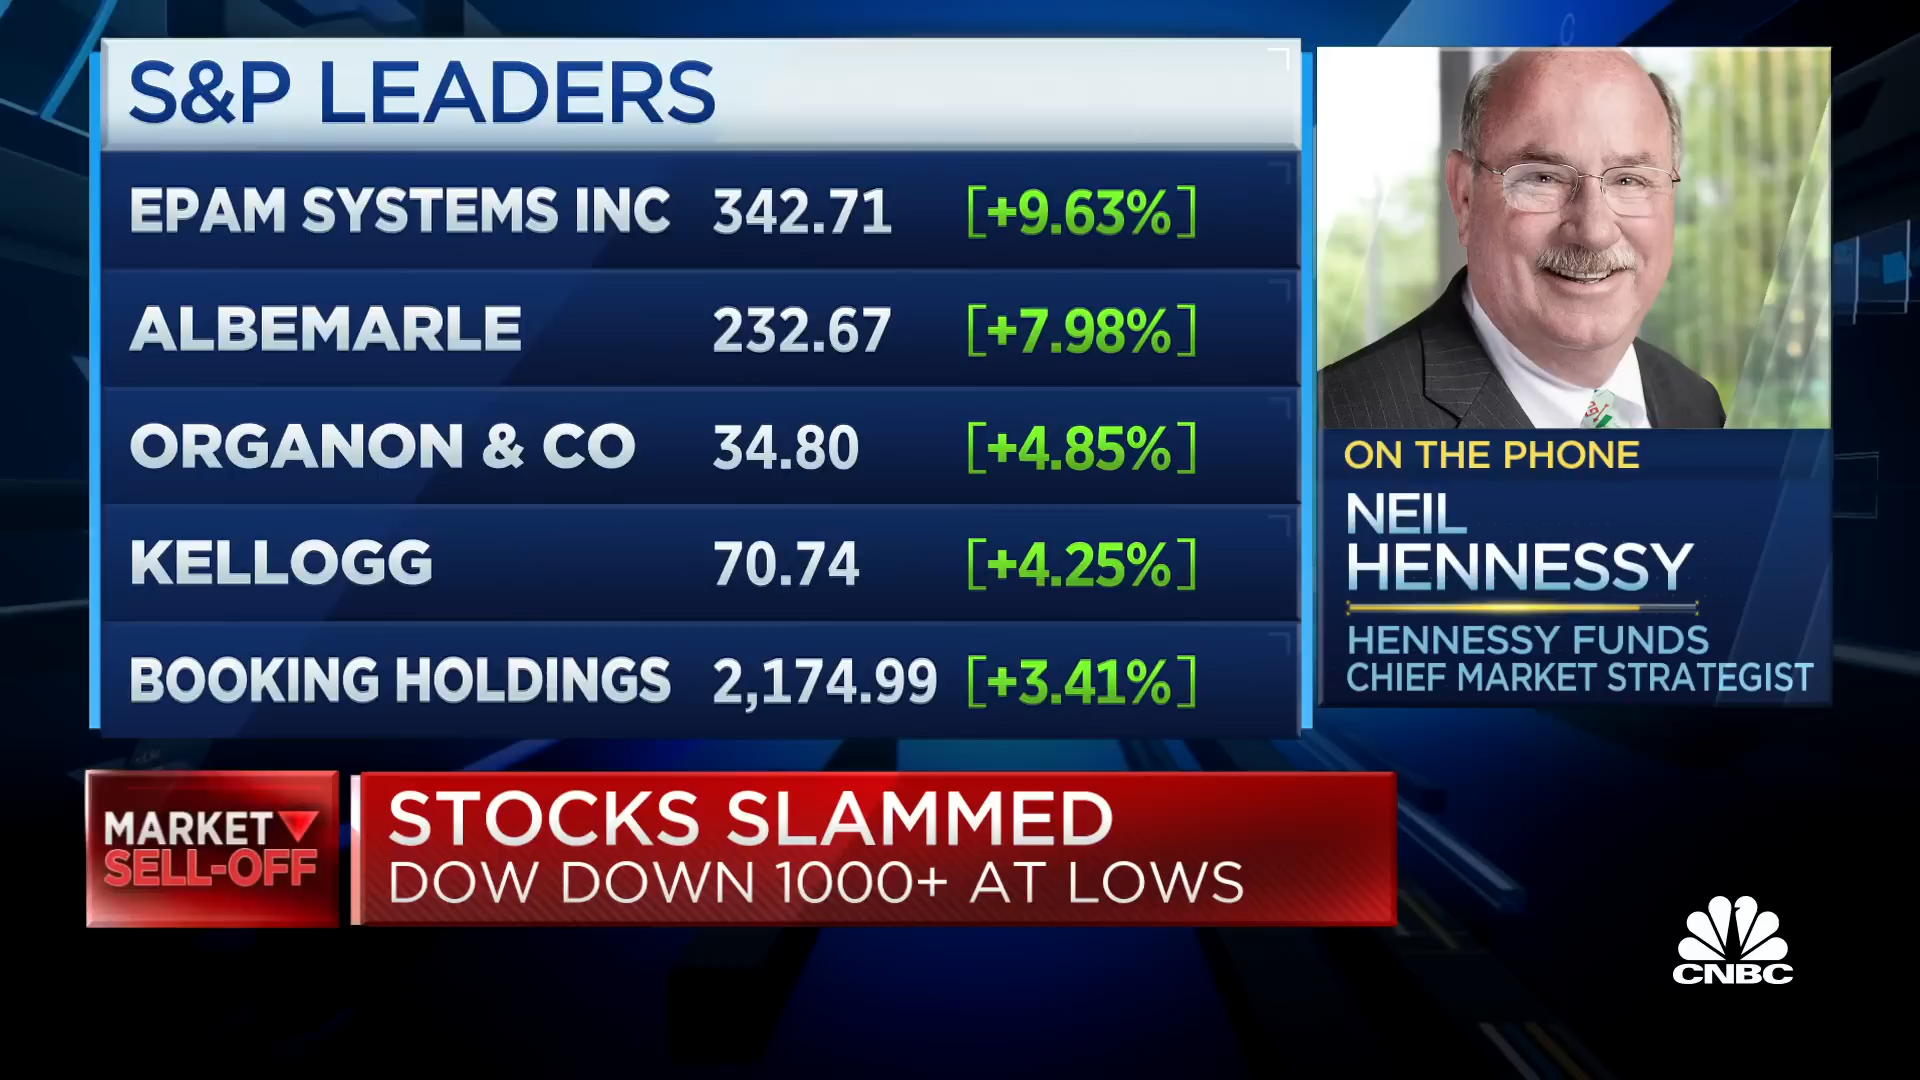 S&P LEADERS
EPAM SYSTEMS INC 342.71 [+9.63%]
ALBEMARLE 232.67 [+7.98%]
ORGANON & CO 34.80 [+4.85%]
KELLOGG 70.74 [+4.25%]
BOOKING HOLDINGS 2,174.99 [+3.41%]
ON THE PHONE
NEIL
HENNESSY
HENNESSY FUNDS
CHIEF MARKET STRATEGIST
MARKET
SELL-OFF
STOCKS SLAMMED
DOW DOWN 1000+ AT LOWS
CNBC